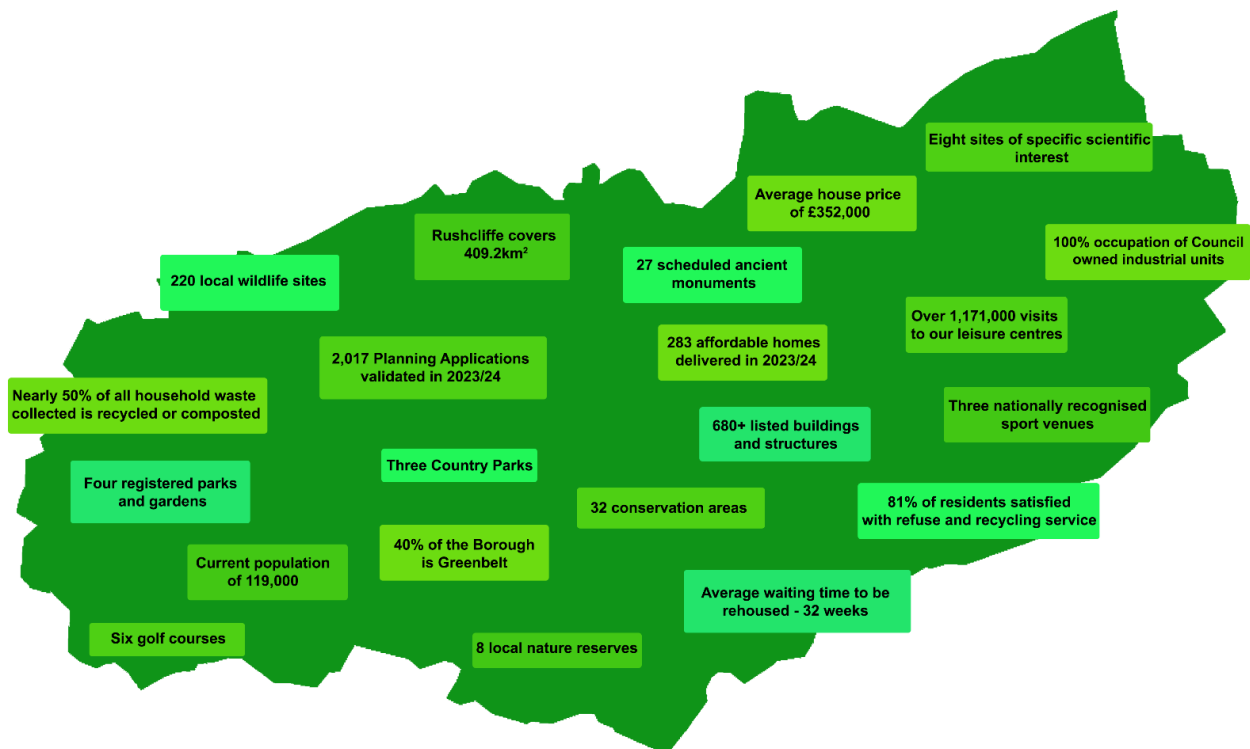 Eight sites of specific scientific
interest
Average house price
of £352,000
Rushcliffe covers
409.2km²
100% occupation of Council
owned industrial units
27 scheduled ancient
monuments
220 local wildlife sites
Over 1,171,000 visits
to our leisure centres
283 affordable homes
delivered in 2023/24
2,017 Planning Applications
validated in 2023/24
Nearly 50% of all household waste
collected is recycled or composted
Three nationally recognised
sport venues
680+ listed buildings
and structures
Three Country Parks
Four registered parks
and gardens
32 conservation areas
81% of residents satisfied
with refuse and recycling service
40% of the Borough
is Greenbelt
Current population
of 119,000
Average waiting time to be
rehoused - 32 weeks
Six golf courses
8 local nature reserves